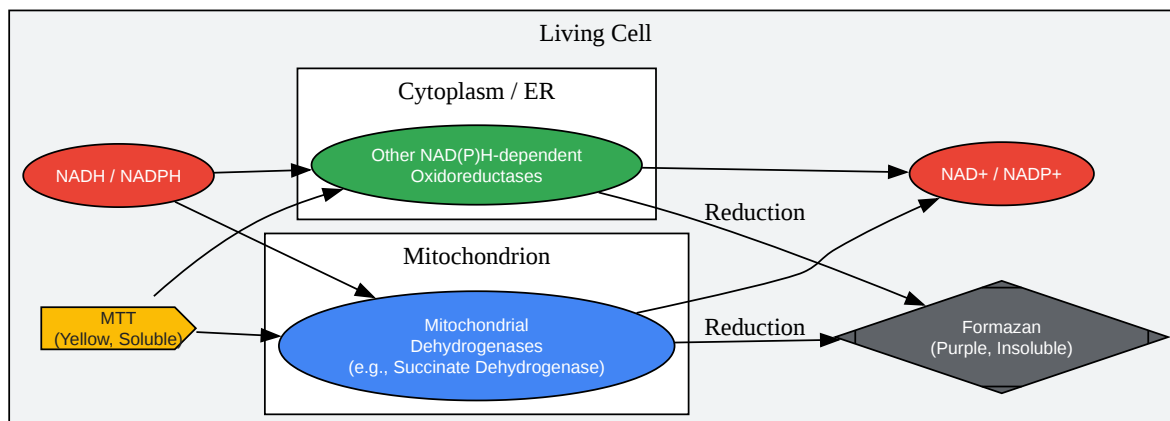 Living Cell
Cytoplasm / ER
Other NAD(P)H-dependent
Oxidoreductases
NADH / NADPH
NAD+ / NADP+
Reduction
Mitochondrion
MTT
(Yellow, Soluble)
Mitochondrial
Dehydrogenases
(e.g., Succinate Dehydrogenase)
Reduction
Formazan
(Purple, Insoluble)